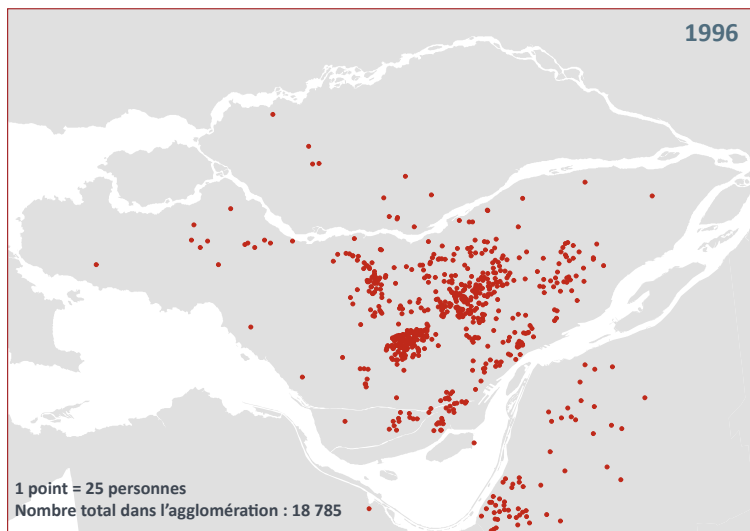 1996
1 point = 25 personnes
Nombre total dans l’agglomération : 18 785